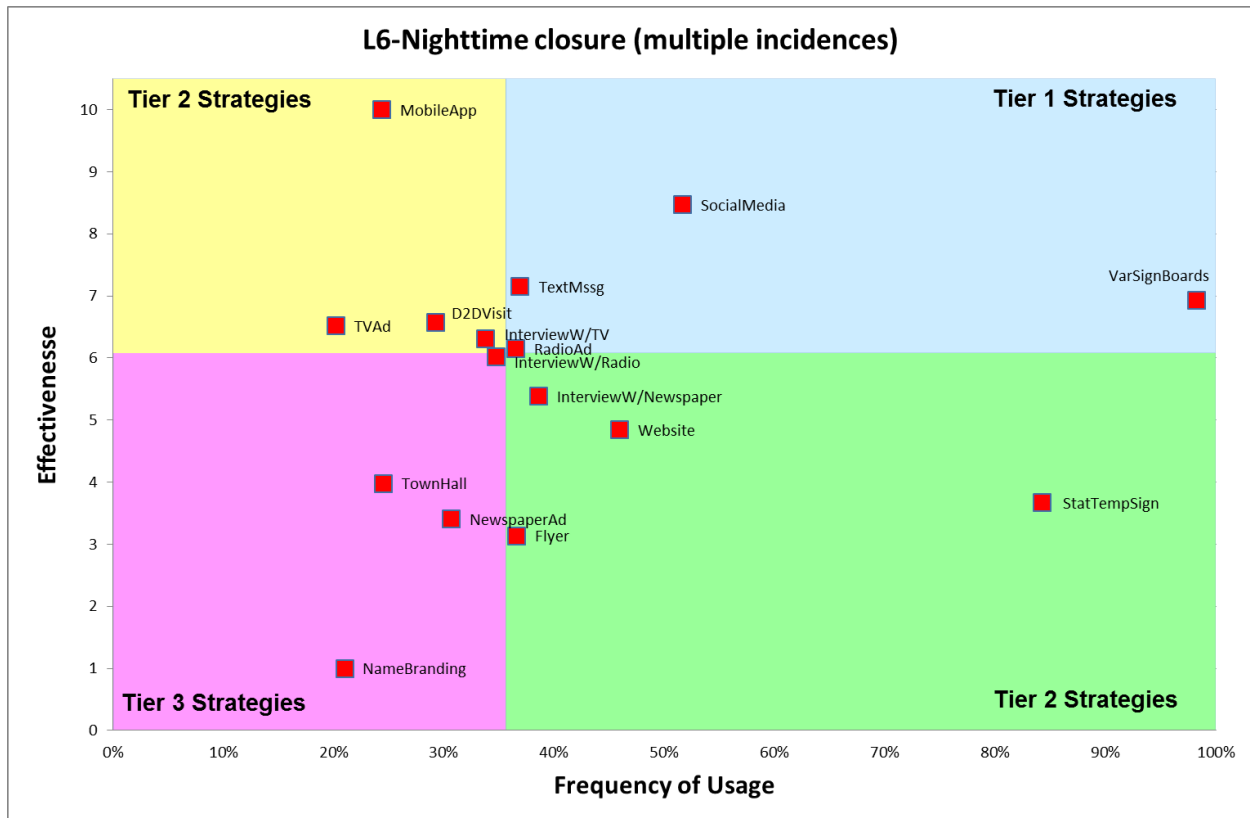 L6-Nighttime closure (multiple incidences)
Tier 2 Strategies
Tier 1 Strategies
MobileApp
SocialMedia
VarSignBoards
TextMssg
D2DVisit
TVAd
InterviewW/TV
RadioAd
InterviewW/Radio
InterviewW/Newspaper
Website
TownHall
StatTempSign
NewspaperAd
Flyer
NameBranding
Tier 3 Strategies
Tier 2 Strategies
Effectivenesse
10
9
8
7
6
5
4
3
2
1
0
0% 10% 20% 30% 40% 50% 60% 70% 80% 90% 100%
Frequency of Usage